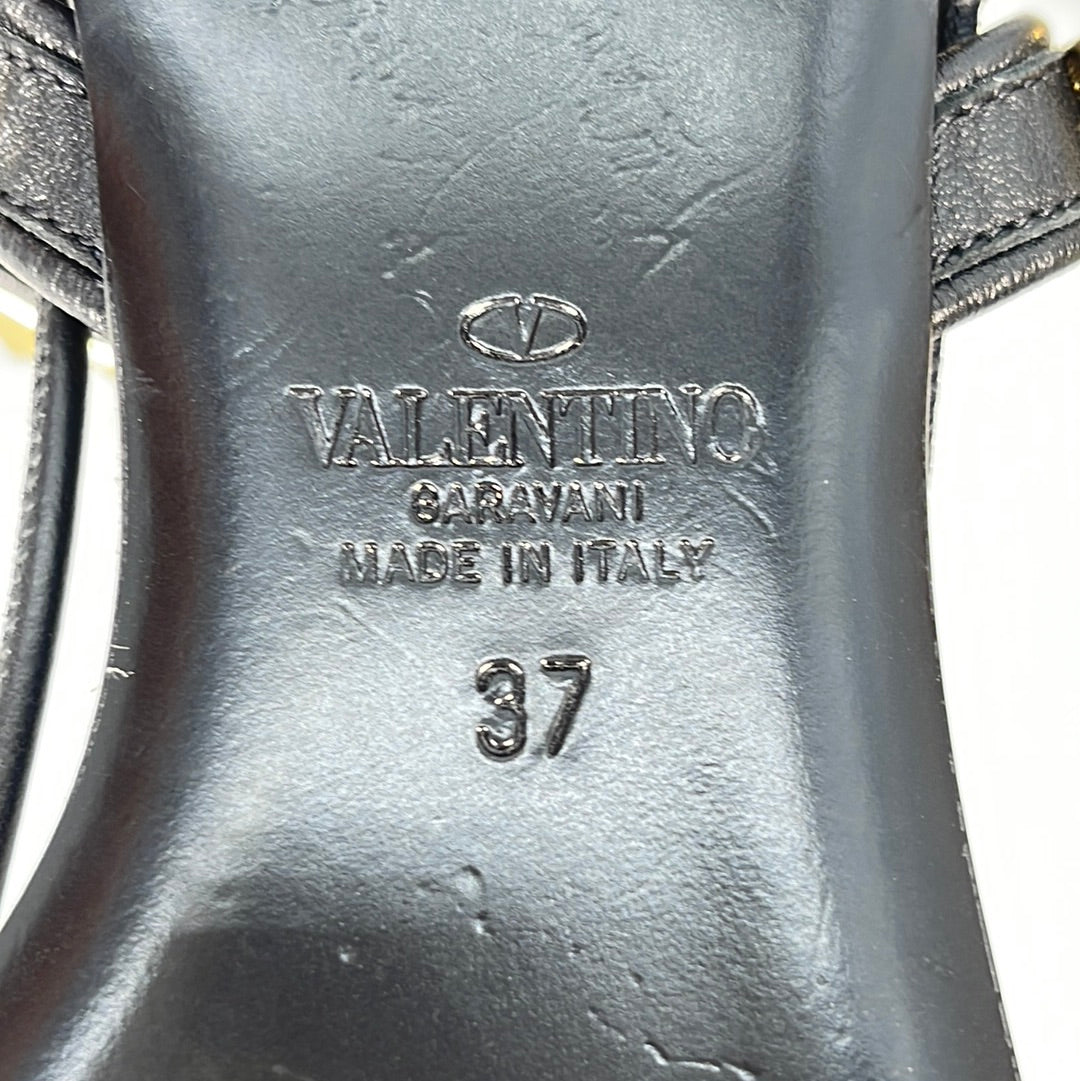 V
VALENTINO
GARAVANI
MADE IN ITALY
37